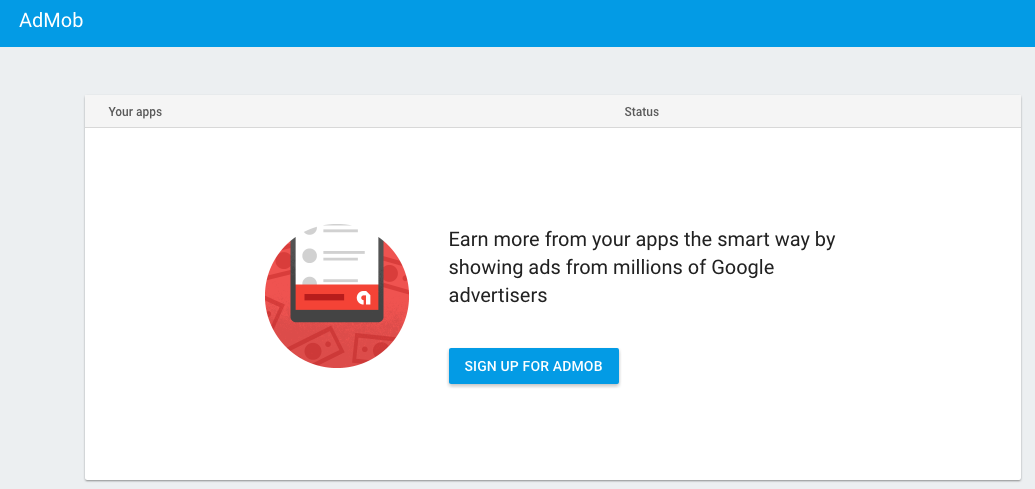 AdMob
Your apps
Status
Earn more from your apps the smart way by
showing ads from millions of Google
advertisers
SIGN UP FOR ADMOB